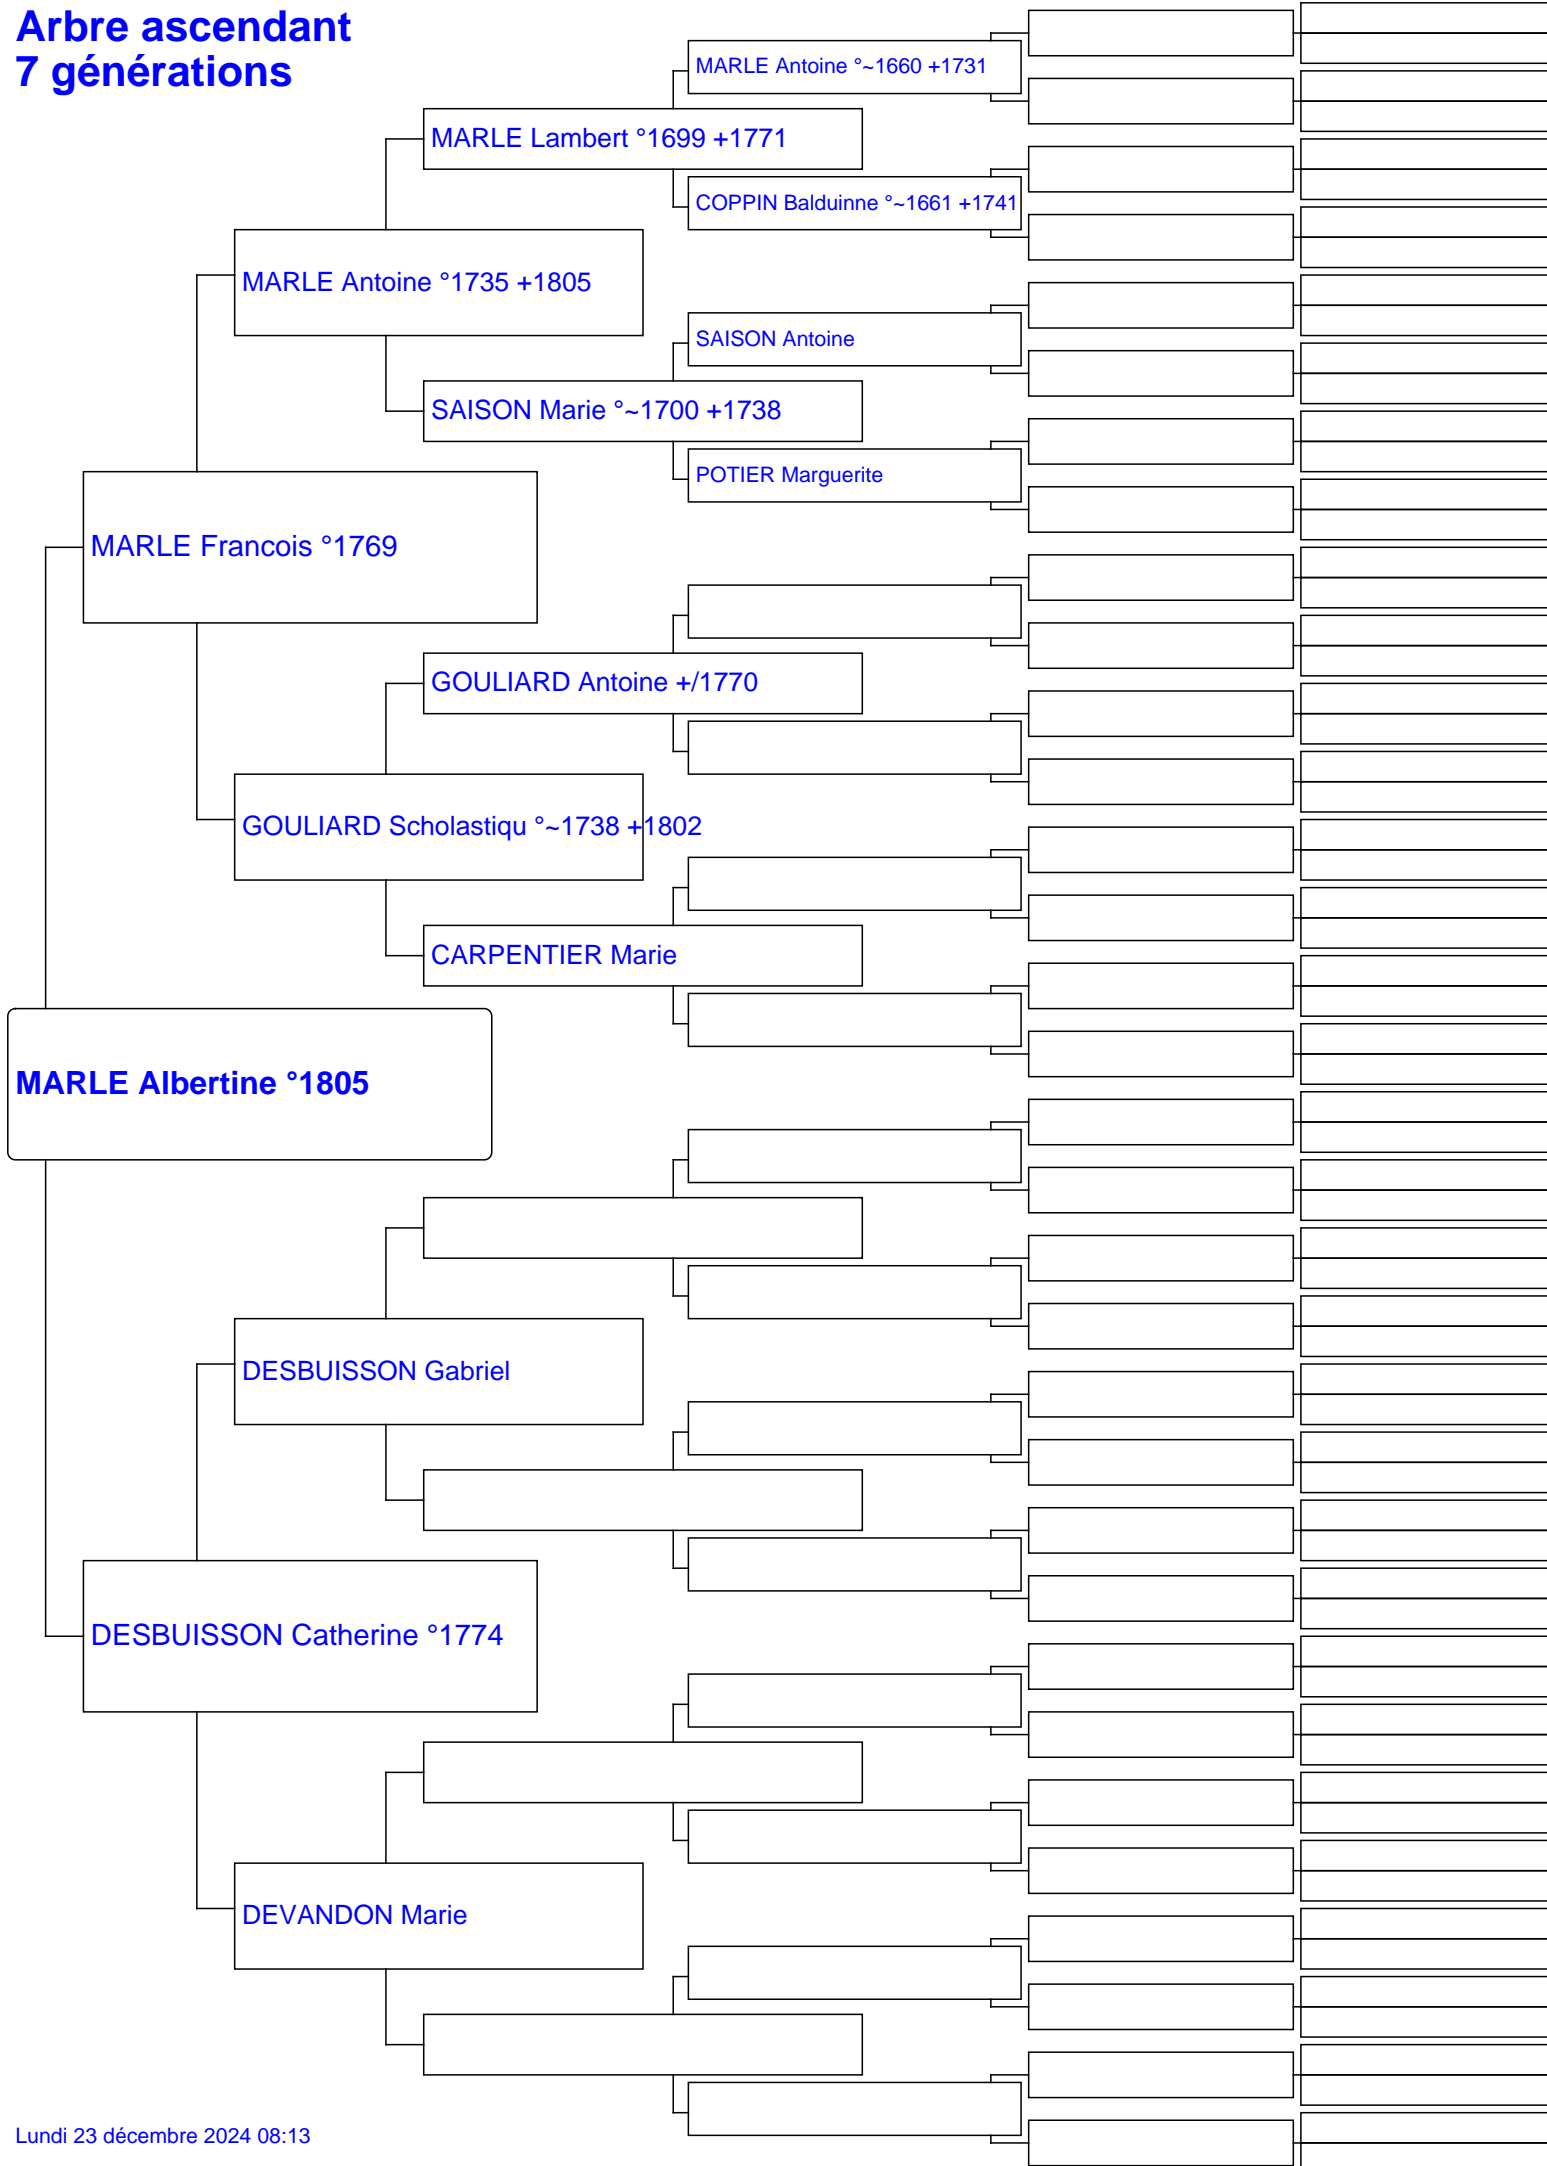 Arbre ascendant
7 générations
MARLE Antoine °~1660 +1731
MARLE Lambert °1699 +1771
COPPIN Balduinne °~1661 +1741
MARLE Antoine °1735 +1805
SAISON Antoine
SAISON Marie °~1700 +1738
POTIER Marguerite
MARLE Francois °1769
GOULIARD Antoine +/1770
GOULIARD Scholastiqu °~1738 +1802
CARPENTIER Marie
MARLE Albertine °1805
DESBUISSON Gabriel
DESBUISSON Catherine °1774
DEVANDON Marie
Lundi 23 décembre 2024 08:13